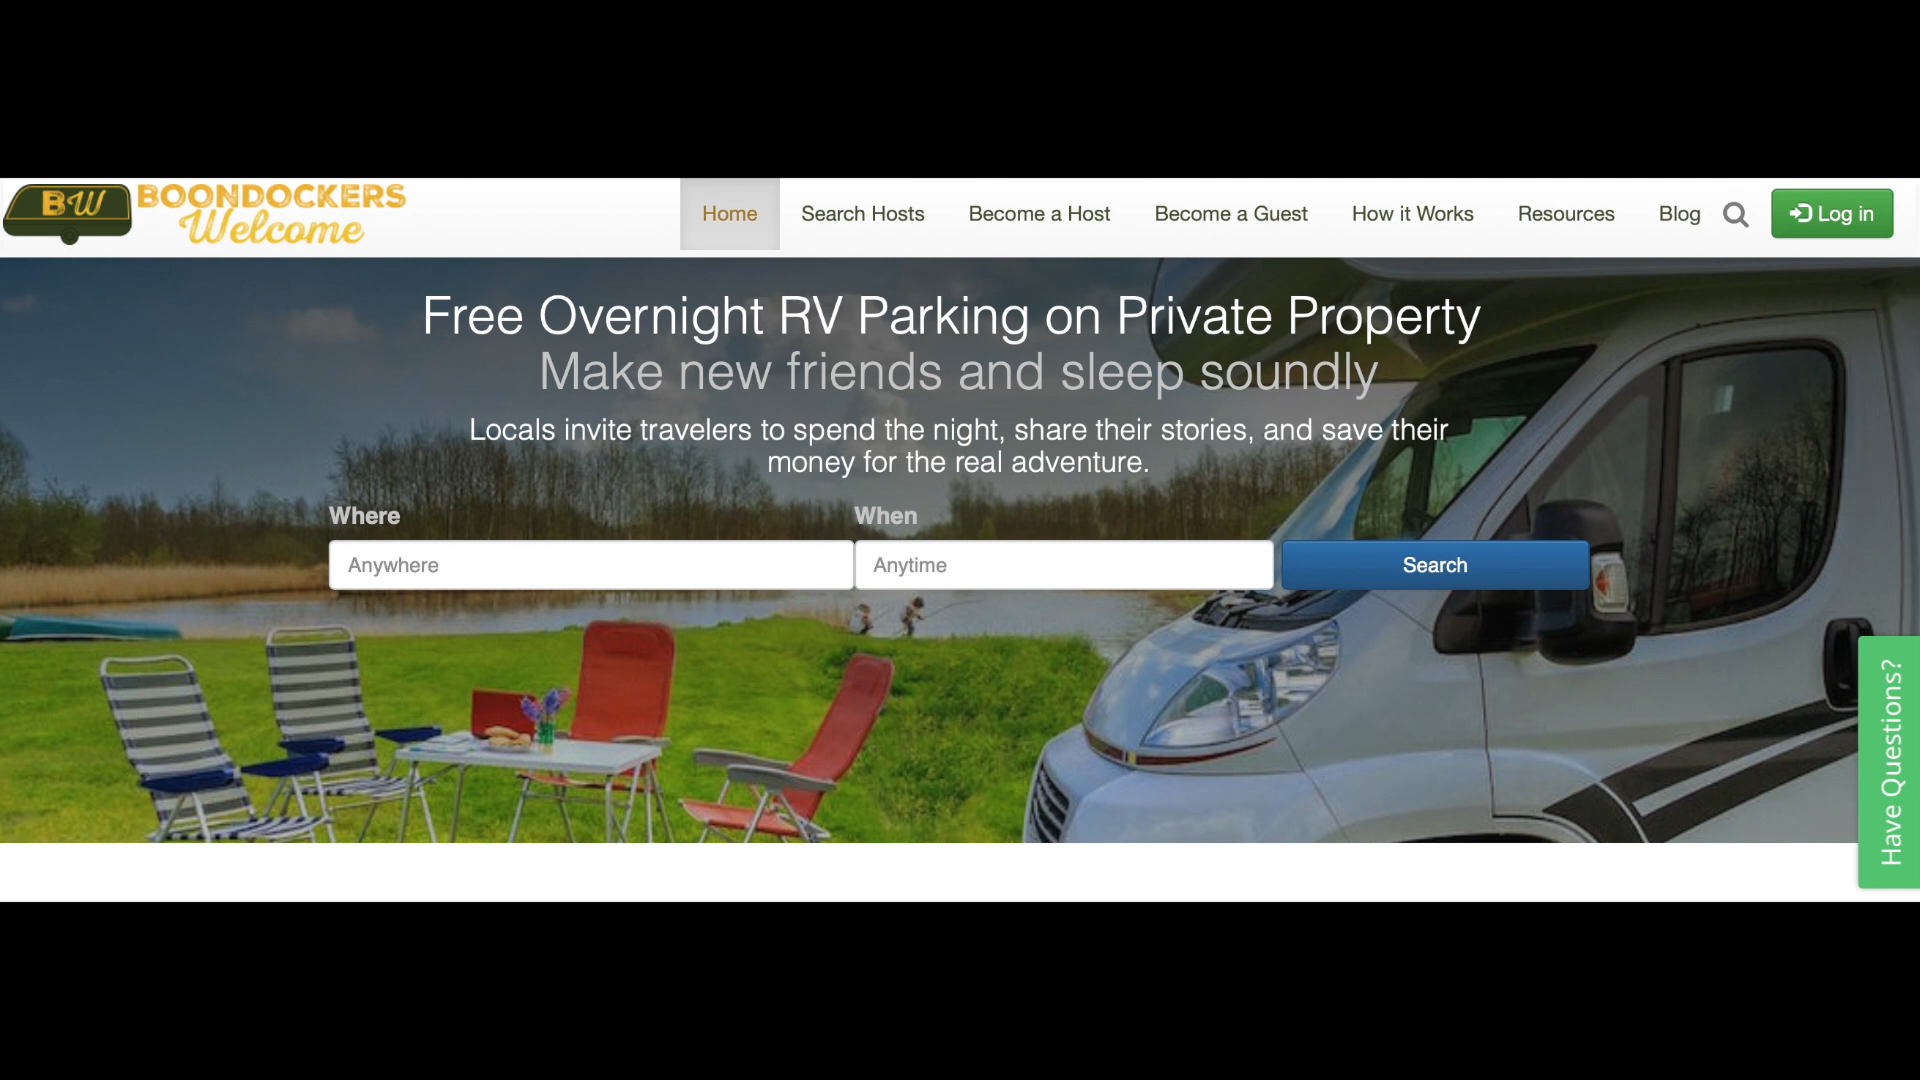 BW BOONDOCKERS
Welcome
Home Search Hosts Become a Host Become a Guest How it Works Resources Blog Log in
Free Overnight RV Parking on Private Property
Make new friends and sleep soundly
Locals invite travelers to spend the night, share their stories, and save their
money for the real adventure.
Where When
Anywhere Anytime Search
Have Questions?